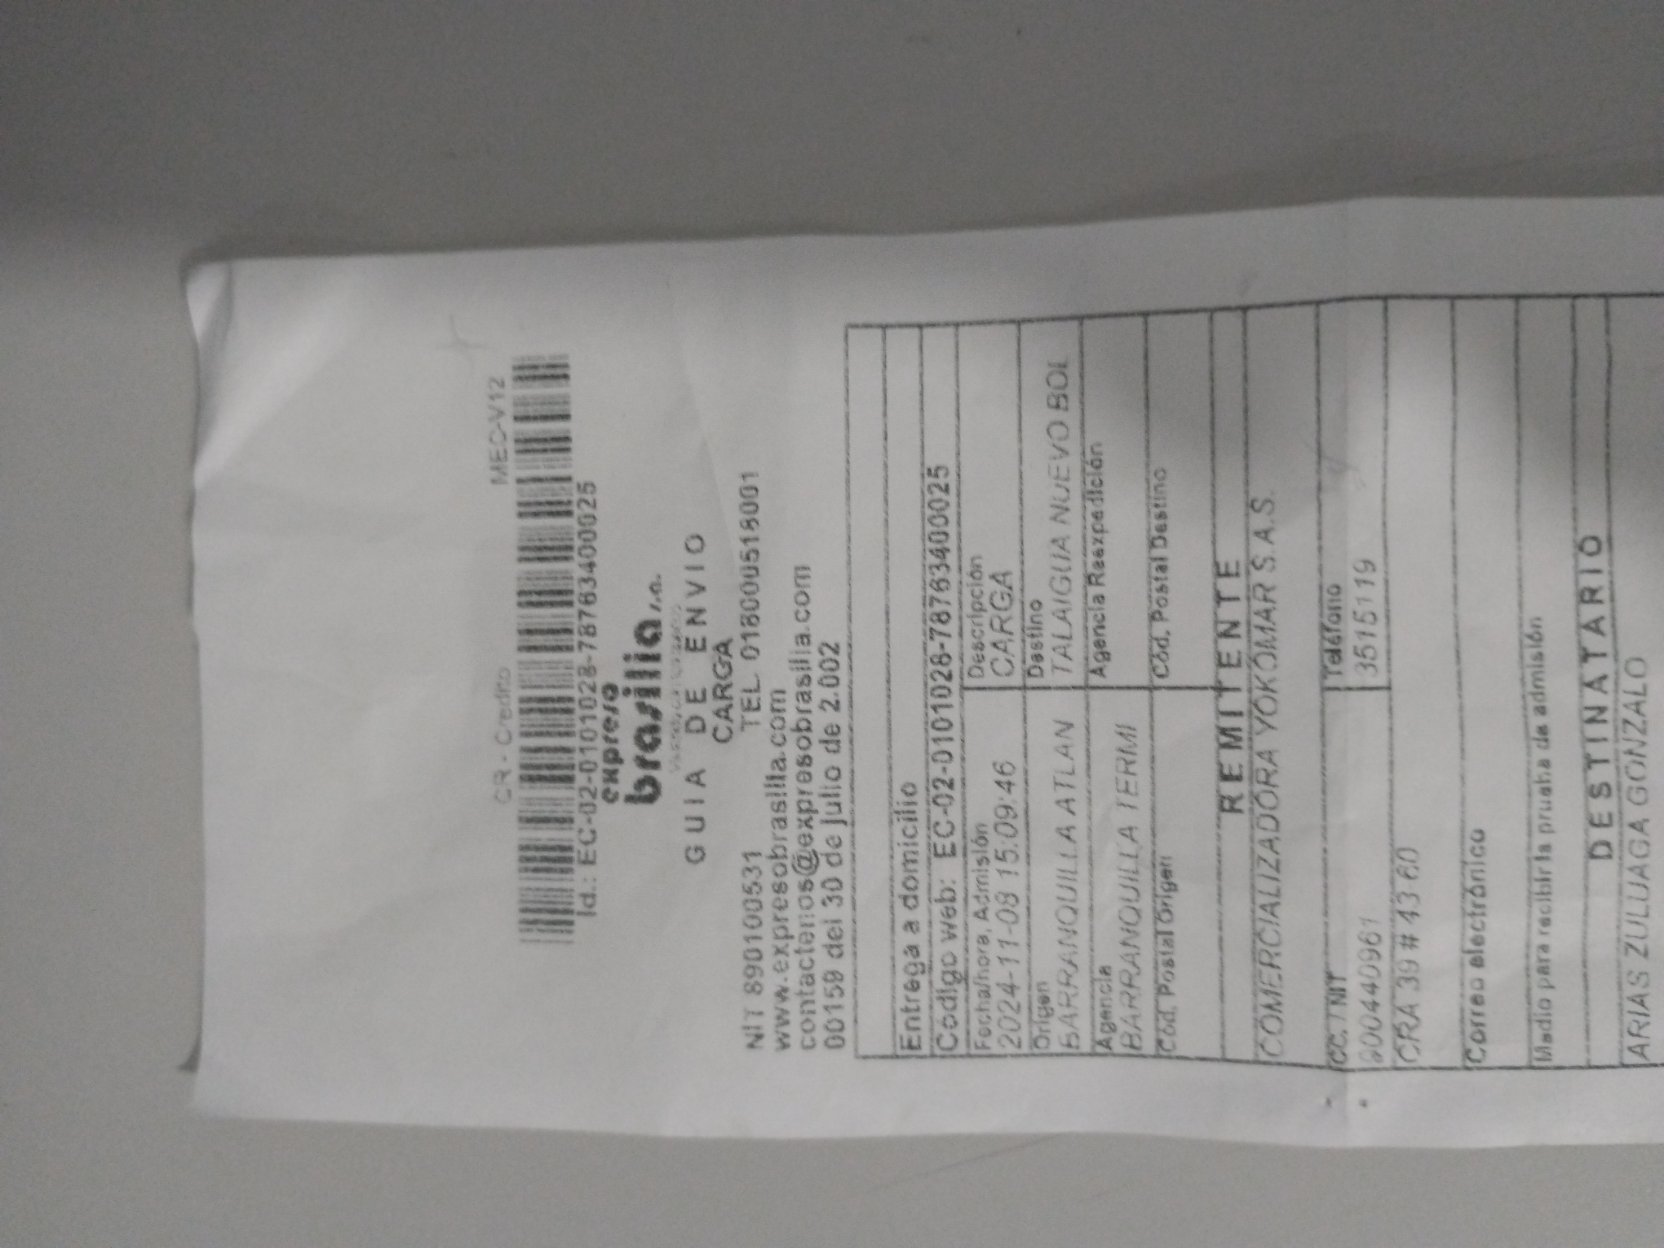 CR - Credito MEC-V12
Id.: EC-02-0101028-78763400025
expreso
brasilia s.a.
GUIA DE ENVIO
CARGA
NIT 890100531 TEL. 018000518001
www.expresobrasilia.com
contactenos@expresobrasilia.com
00159 del 30 de julio de 2.002
Entrega a domicilio
Codigo web: EC-02-0101028-78763400025
Fecha/hora. Admisión Descripción
2024-11-08 15:09:46 CARGA
Origen Destino
BARRANQUILLA ATLAN TALAIGUA NUEVO BOL
Agencia Agencia Reexpedición
BARRANQUILLA TERMI
Cód. Postal Origen Cód. Postal Destino
REMITENTE
COMERCIALIZADORA YOKOMAR S.A.S.
CC. / NIT Teléfono
900440961 3515119
CRA 39 # 43 60
Correo electrónico
Medio para recibir la prueba de admisión
DESTINATARIO
ARIAS ZULUAGA GONZALO